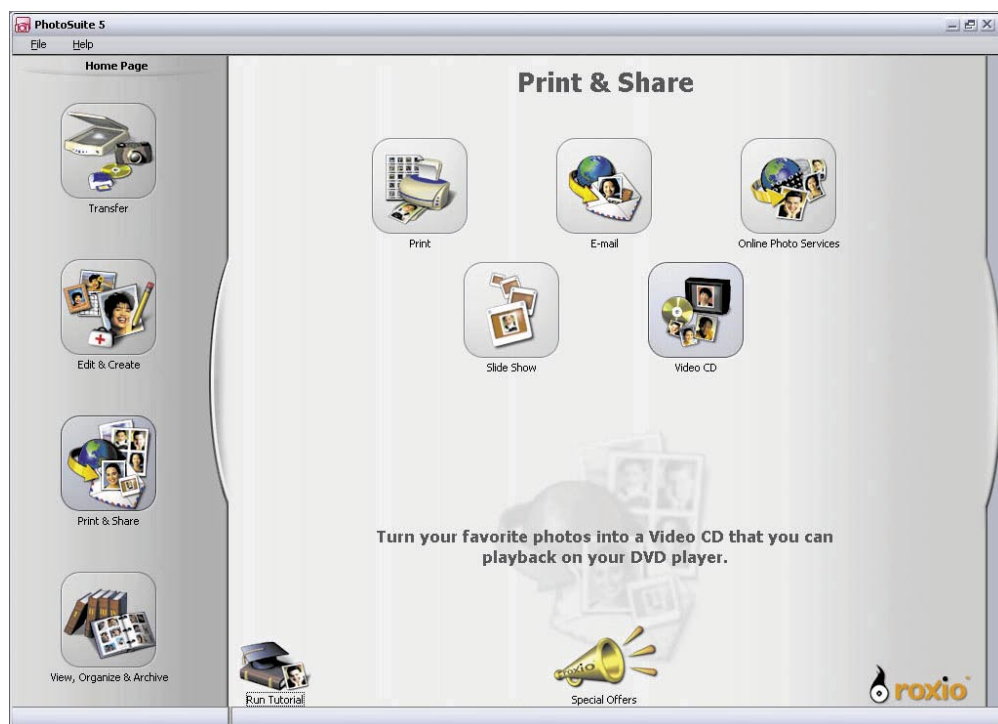 PhotoSuite 5
File Help
Home Page
Transfer
Edit & Create
Print & Share
View, Organize & Archive
Print & Share
Print
E-mail
Online Photo Services
Slide Show
Video CD
Turn your favorite photos into a Video CD that you can
playback on your DVD player.
Run Tutorial
roxio
Special Offers
roxio